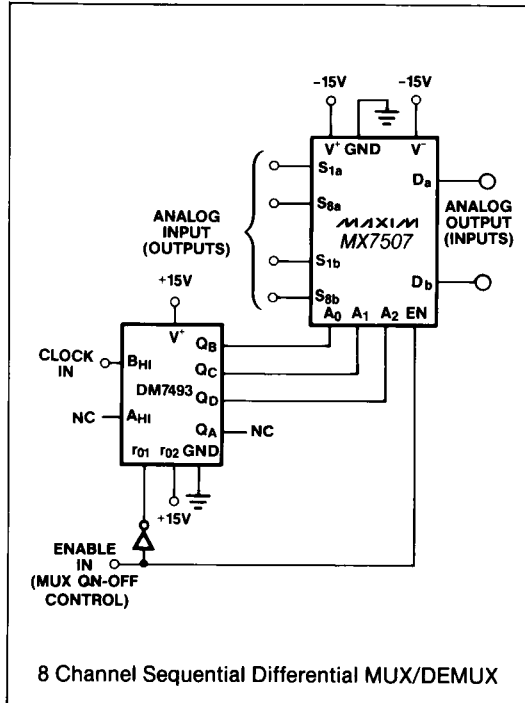 -15V
-15V
V+ GND V-
S1a
S8a
S1b
S8b
Da
Db
MAXIM
MX7507
A0 A1 A2 EN
ANALOG
INPUT
(OUTPUTS)
ANALOG
OUTPUT
(INPUTS)
+15V
V+
CLOCK
IN
BHI
QB
QC
DM7493
QD
NC
AHI
QA
NC
r01 r02 GND
+15V
ENABLE
IN
(MUX ON-OFF
CONTROL)
8 Channel Sequential Differential MUX/DEMUX